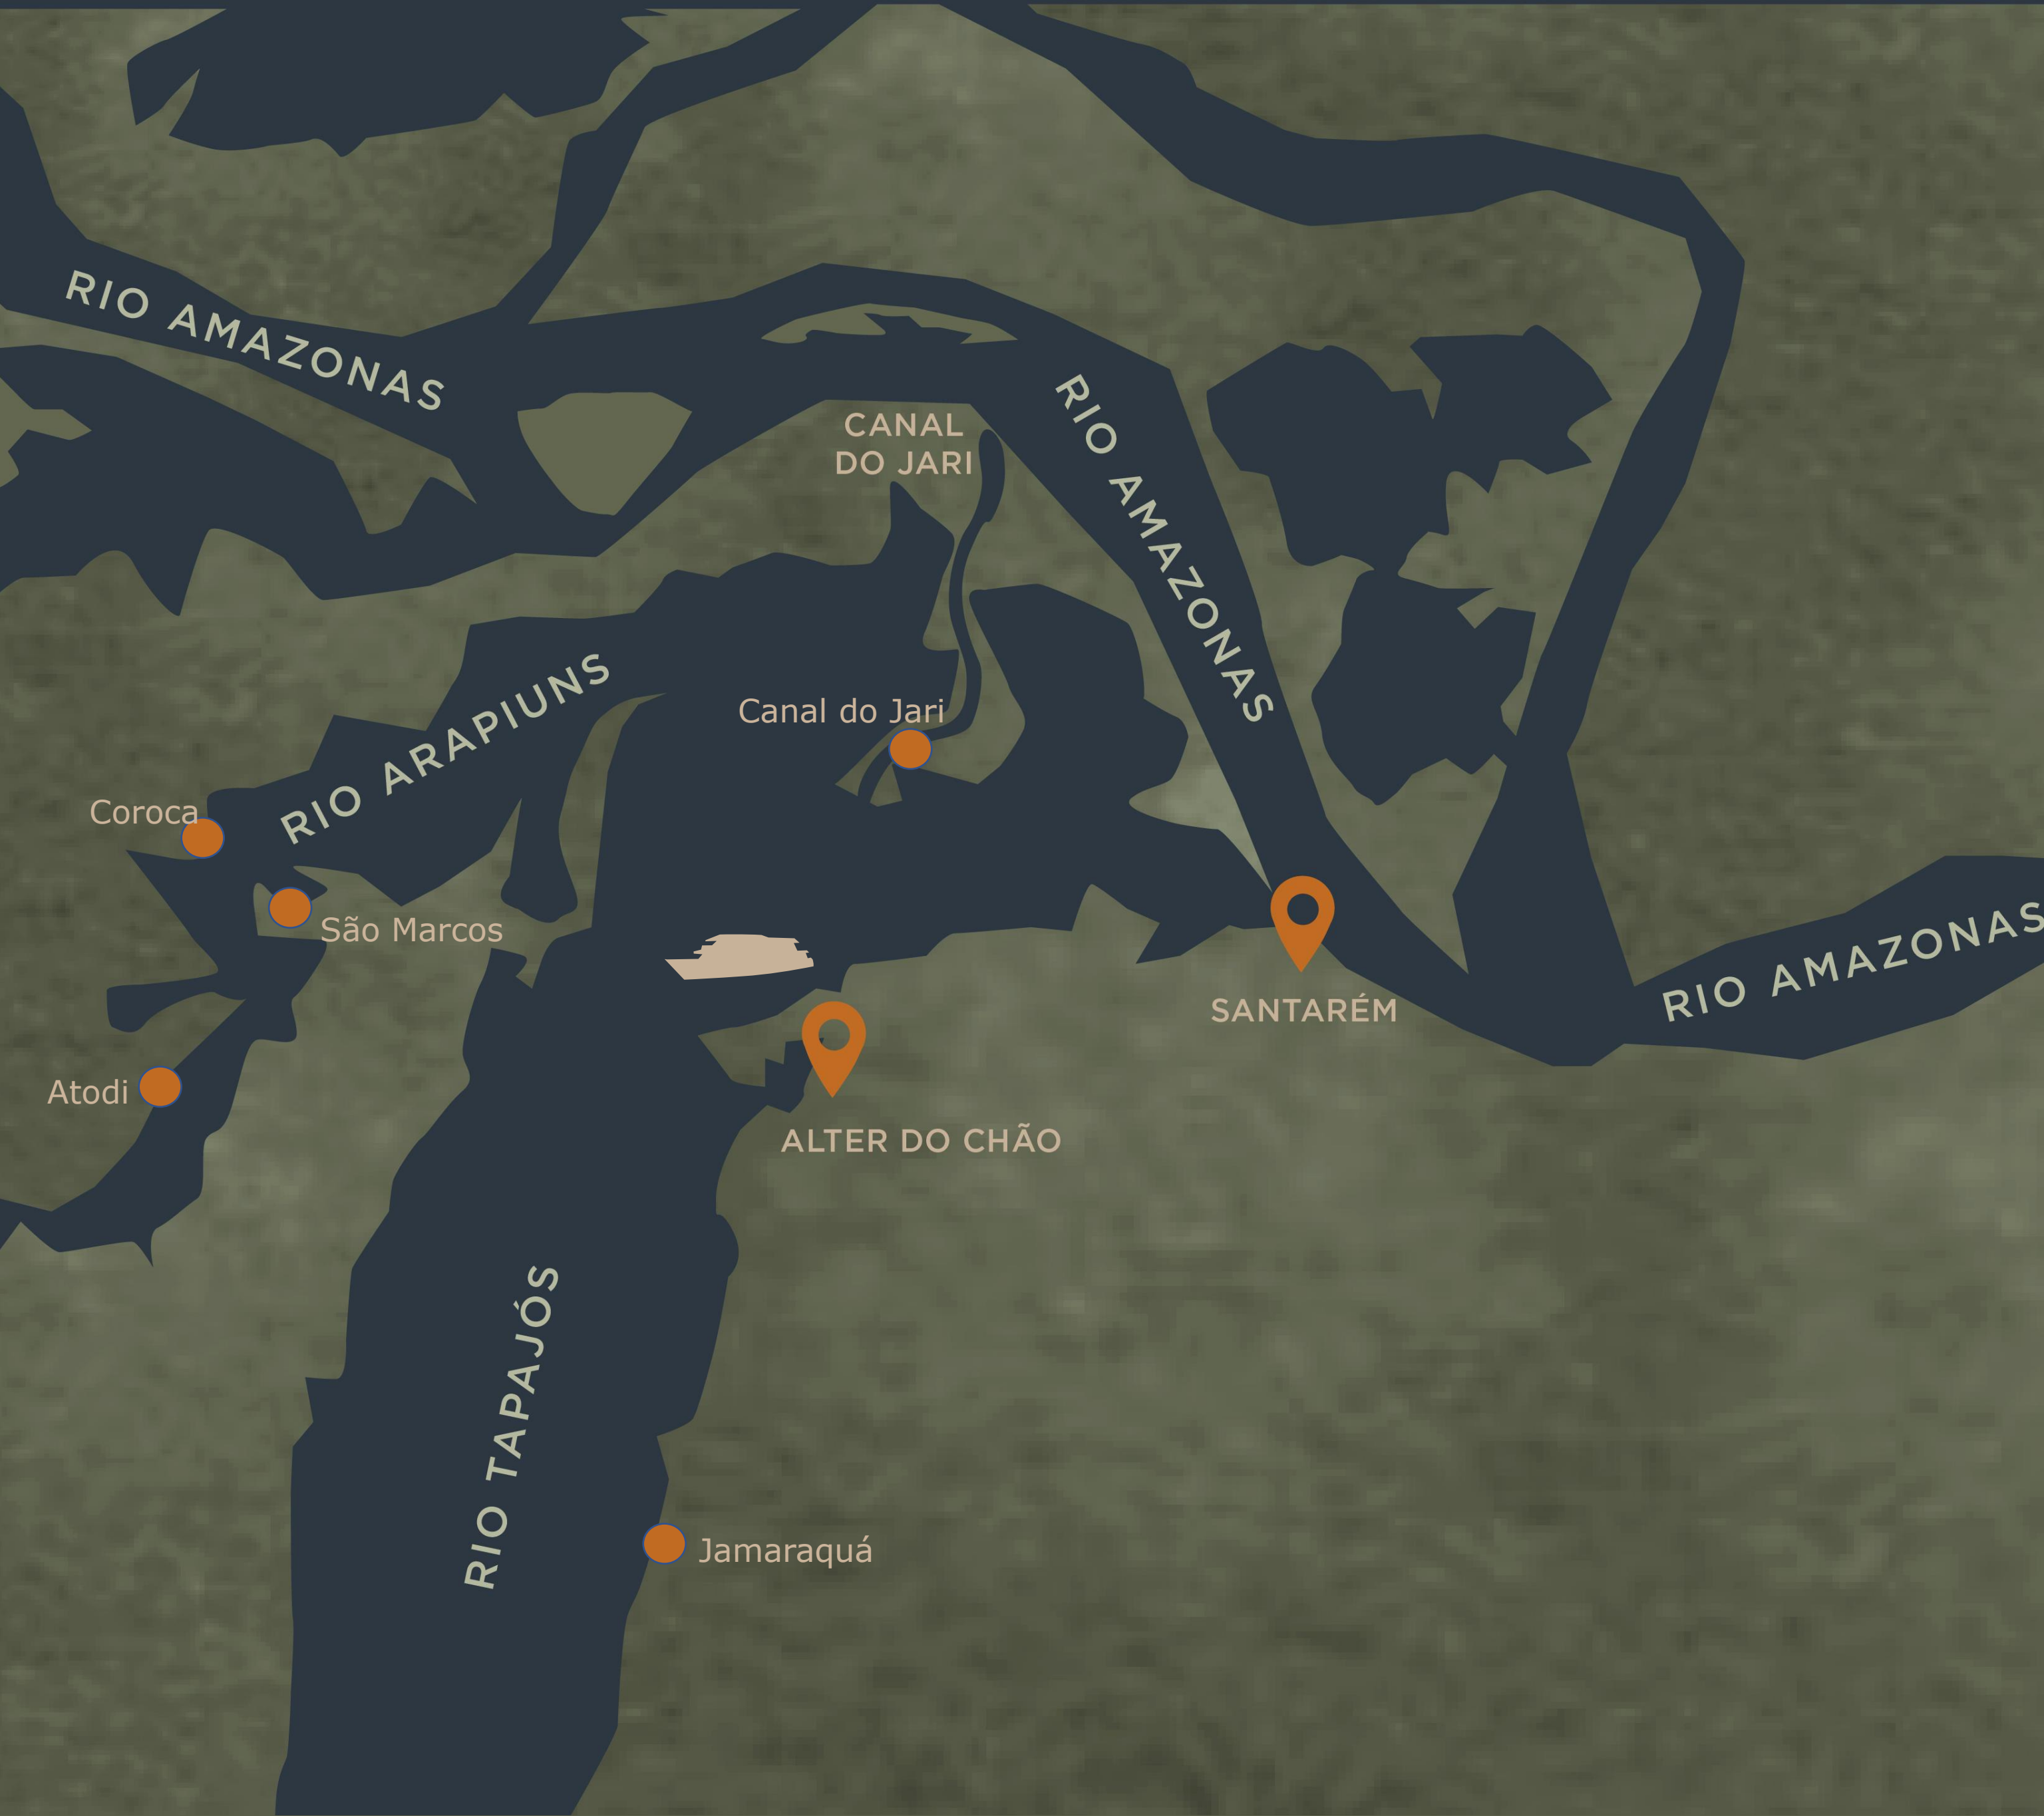 RIO AMAZONAS
CANAL
DO JARI
RIO AMAZONAS
RIO ARAPIUNS
Canal do Jari
Coroca
São Marcos
RIO AMAZONAS
SANTARÉM
Atodi
ALTER DO CHÃO
RIO TAPAJÓS
Jamaraquá